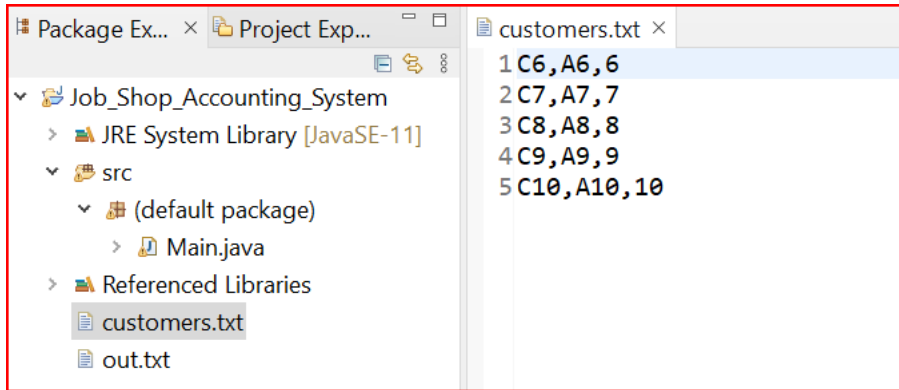 Package Ex...
Project Exp...
Job_Shop_Accounting_System
JRE System Library [JavaSE-11]
src
(default package)
Main.java
Referenced Libraries
customers.txt
out.txt
customers.txt
1 C6,A6,6
2 C7,A7,7
3 C8,A8,8
4 C9,A9,9
5 C10,A10,10